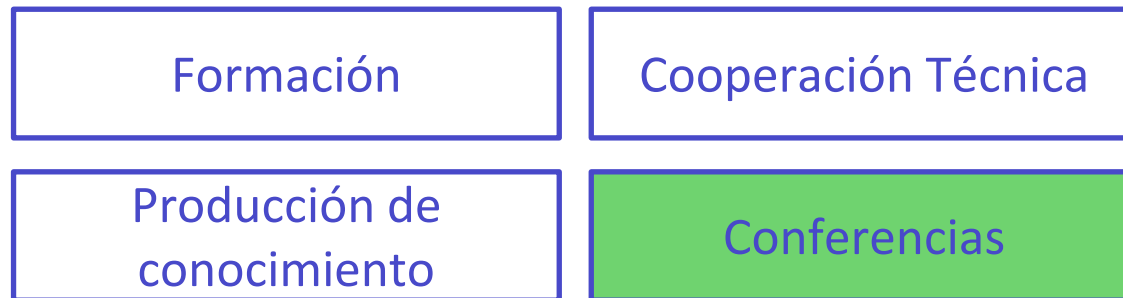 Formación
Cooperación Técnica
Producción de
conocimiento
Conferencias